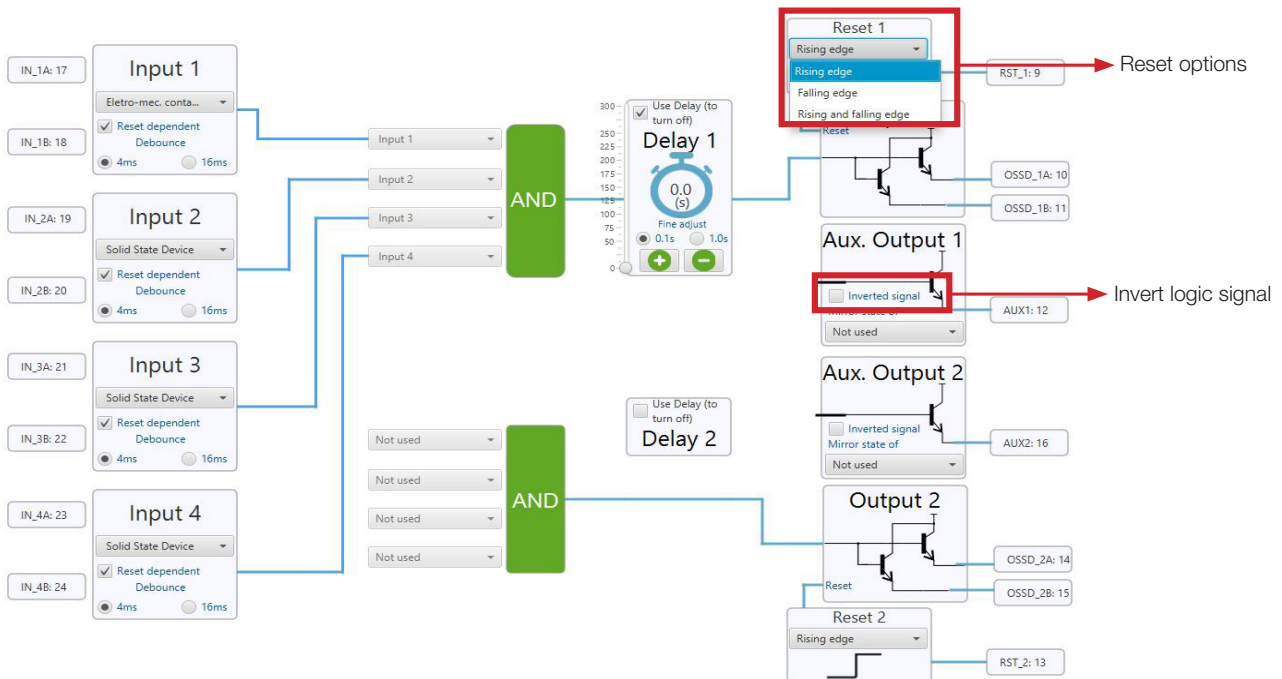 IN_1A: 17
IN_1B: 18
Input 1
Eletro-mec. conta...
Reset dependent
Debounce
4ms
16ms
IN_2A: 19
IN_2B: 20
Input 2
Solid State Device
Reset dependent
Debounce
4ms
16ms
IN_3A: 21
IN_3B: 22
Input 3
Solid State Device
Reset dependent
Debounce
4ms
16ms
IN_4A: 23
IN_4B: 24
Input 4
Solid State Device
Reset dependent
Debounce
4ms
16ms
Input 1
Input 2
Input 3
Input 4
AND
Not used
Not used
Not used
Not used
AND
300
250
225
200
175
150
125
100
75
50
0
Use Delay (to
turn off)
Delay 1
0.0
(s)
Fine adjust
0.1s
1.0s
Use Delay (to
turn off)
Delay 2
Reset 1
Rising edge
Rising edge
Falling edge
Rising and falling edge
Reset
RST_1: 9
Reset options
OSSD_1A: 10
OSSD_1B: 11
Aux. Output 1
Inverted signal
Mirror state of
Not used
AUX1: 12
Invert logic signal
Aux. Output 2
Inverted signal
Mirror state of
Not used
AUX2: 16
Output 2
Reset
OSSD_2A: 14
OSSD_2B: 15
Reset 2
Rising edge
RST_2: 13